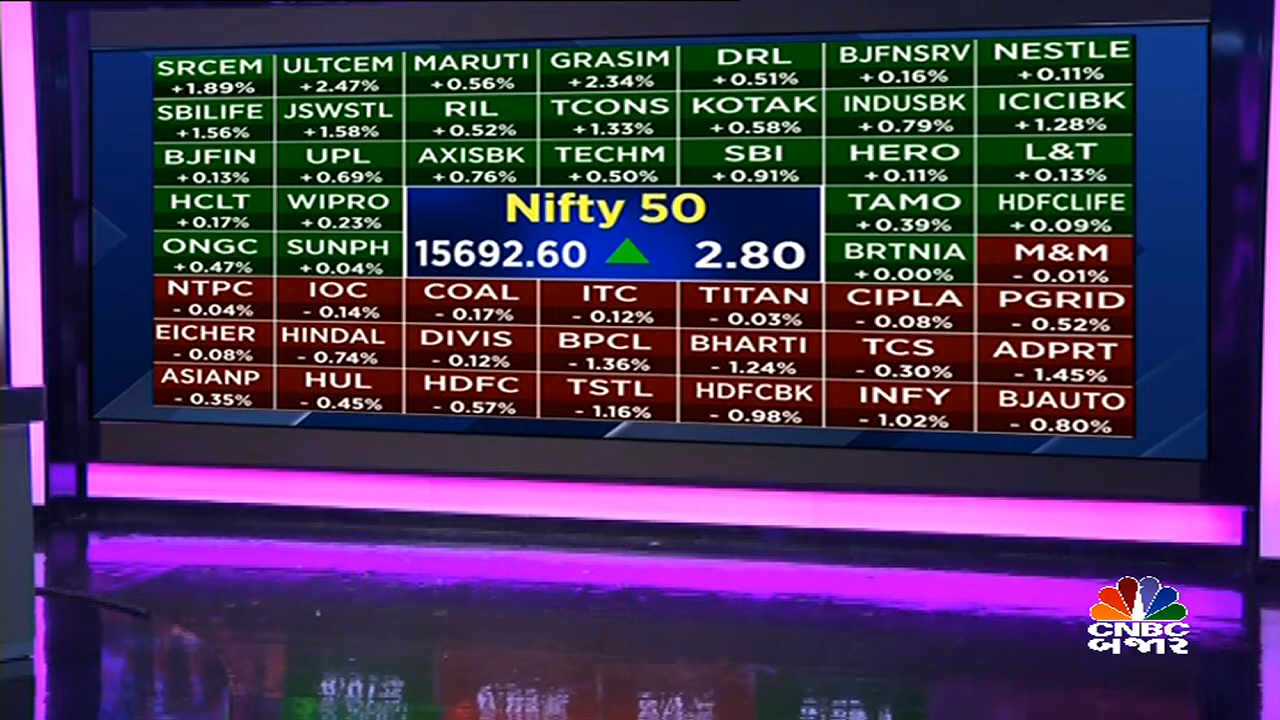 SRCEM ULTCEM MARUTI GRASIM DRL BJFNSRV NESTLE
+1.89% +2.47% +0.56% +2.34% +0.51% +0.16% +0.11%
SBILIFE JSWSTL RIL TCONS KOTAK INDUSBK ICICIBK
+1.56% +1.58% +0.52% +1.33% +0.58% +0.79% +1.28%
BJFIN UPL AXISBK TECHM SBI HERO L&T
+0.13% +0.69% +0.76% +0.50% +0.91% +0.11% +0.13%
HCLT WIPRO Nifty 50 TAMO HDFCLIFE
+0.17% +0.23% +0.39% +0.09%
ONGC SUNPH 15692.60 2.80 BRTNIA M&M
+0.47% +0.04% +0.00% -0.01%
NTPC IOC COAL ITC TITAN CIPLA PGRID
-0.04% -0.14% -0.17% -0.12% -0.03% -0.08% -0.52%
EICHER HINDAL DIVIS BPCL BHARTI TCS ADPRT
-0.08% -0.74% -0.12% -1.36% -1.24% -0.30% -1.45%
ASIANP HUL HDFC TSTL HDFCBK INFY BJAUTO
-0.35% -0.45% -0.57% -1.16% -0.98% -1.02% -0.80%
CNBC
બજાર